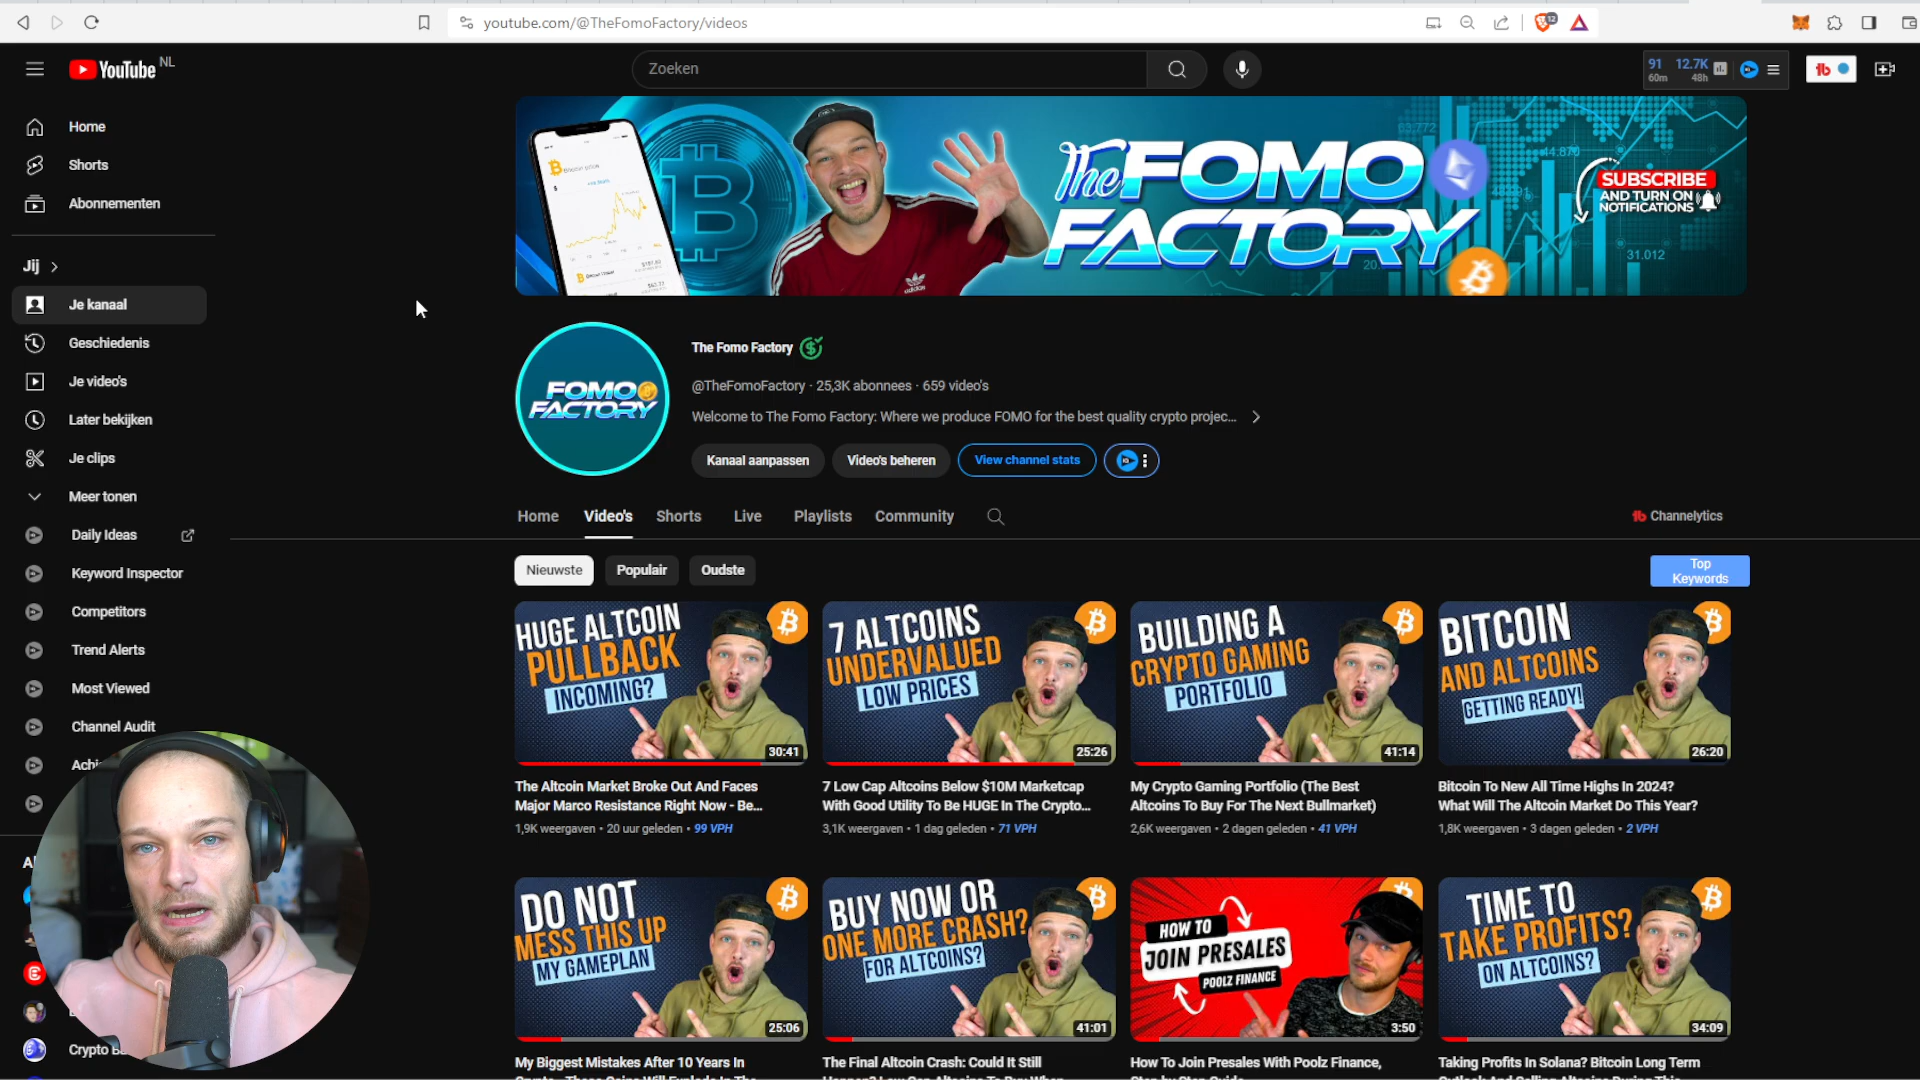 youtube.com/@TheFomoFactory/videos
12
YouTube NL
Zoeken
91 12.7K
60m 48h
Home
Shorts
Abonnementen
Jij
Je kanaal
Geschiedenis
Je video's
Later bekijken
Je clips
Meer tonen
Daily Ideas
Keyword Inspector
Competitors
Trend Alerts
Most Viewed
Channel Audit
The FOMO
FACTORY
SUBSCRIBE
AND TURN ON
NOTIFICATIONS
31.012
adidas
FOMO
FACTORY
The Fomo Factory
@TheFomoFactory · 25,3K abonnees · 659 video's
Welcome to The Fomo Factory: Where we produce FOMO for the best quality crypto projec...
Kanaal aanpassen
Video's beheren
View channel stats
Home
Video's
Shorts
Live
Playlists
Community
Channelytics
Nieuwste
Populair
Oudste
Top
Keywords
HUGE ALTCOIN
PULLBACK
INCOMING?
30:41
The Altcoin Market Broke Out And Faces
Major Marco Resistance Right Now - Be...
1,9K weergaven • 20 uur geleden • 99 VPH
7 ALTCOINS
UNDERVALUED
LOW PRICES
25:26
7 Low Cap Altcoins Below $10M Marketcap
With Good Utility To Be HUGE In The Crypto...
3,1K weergaven • 1 dag geleden • 71 VPH
BUILDING A
CRYPTO GAMING
PORTFOLIO
41:14
My Crypto Gaming Portfolio (The Best
Altcoins To Buy For The Next Bullmarket)
2,6K weergaven • 2 dagen geleden • 41 VPH
BITCOIN
AND ALTCOINS
GETTING READY!
26:20
Bitcoin To New All Time Highs In 2024?
What Will The Altcoin Market Do This Year?
1,8K weergaven • 3 dagen geleden • 2 VPH
DO NOT
MESS THIS UP
MY GAMEPLAN
25:06
My Biggest Mistakes After 10 Years In
BUY NOW OR
ONE MORE CRASH?
FOR ALTCOINS?
41:01
The Final Altcoin Crash: Could It Still
HOW TO
JOIN PRESALES
POOLZ FINANCE
3:50
How To Join Presales With Poolz Finance,
TIME TO
TAKE PROFITS?
ON ALTCOINS?
34:09
Taking Profits In Solana? Bitcoin Long Term